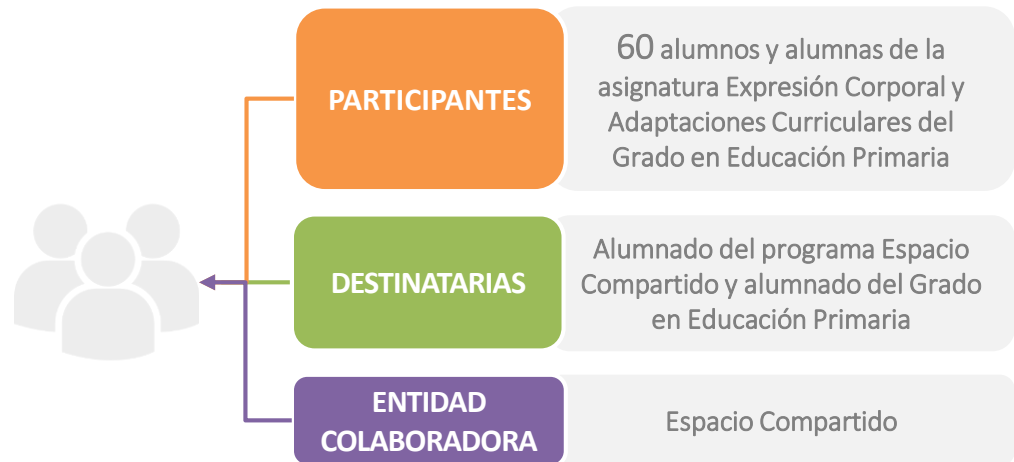 PARTICIPANTES
60 alumnos y alumnas de la
asignatura Expresión Corporal y
Adaptaciones Curriculares del
Grado en Educación Primaria
DESTINATARIAS
Alumnado del programa Espacio
Compartido y alumnado del Grado
en Educación Primaria
ENTIDAD
COLABORADORA
Espacio Compartido